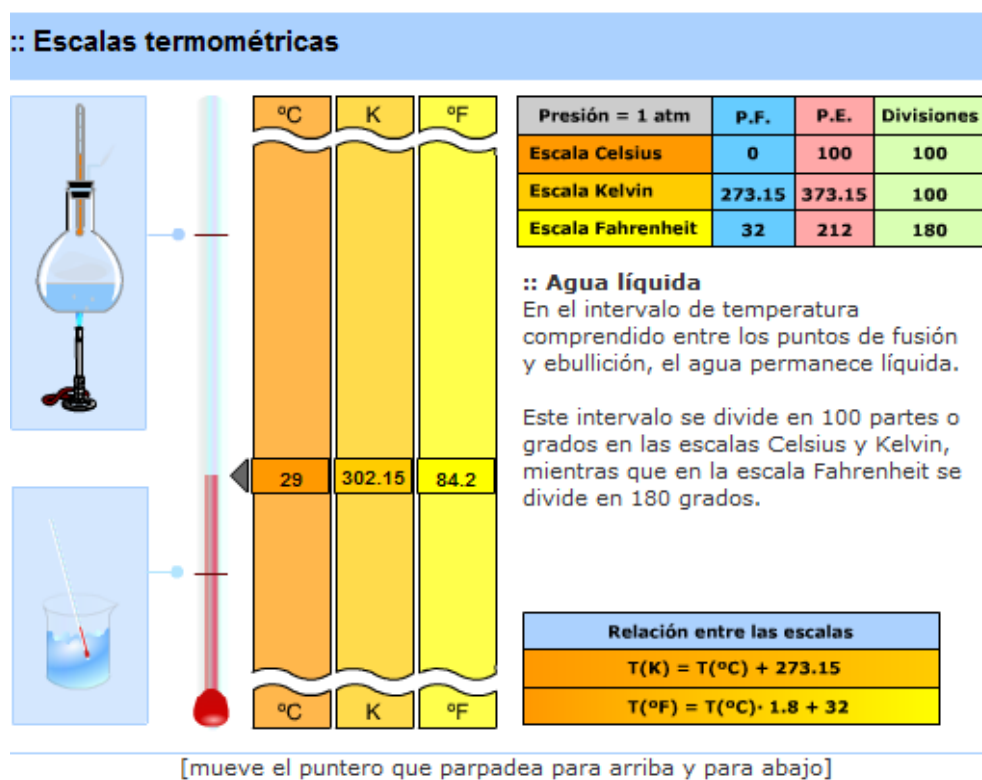 :: Escalas termométricas
ºC K ºF
29 302.15 84.2
ºC K ºF
Presión = 1 atm P.F. P.E. Divisiones
Escala Celsius 0 100 100
Escala Kelvin 273.15 373.15 100
Escala Fahrenheit 32 212 180
:: Agua líquida
En el intervalo de temperatura
comprendido entre los puntos de fusión
y ebullición, el agua permanece líquida.
Este intervalo se divide en 100 partes o
grados en las escalas Celsius y Kelvin,
mientras que en la escala Fahrenheit se
divide en 180 grados.
Relación entre las escalas
T(K) = T(ºC) + 273.15
T(ºF) = T(ºC)· 1.8 + 32
[mueve el puntero que parpadea para arriba y para abajo]